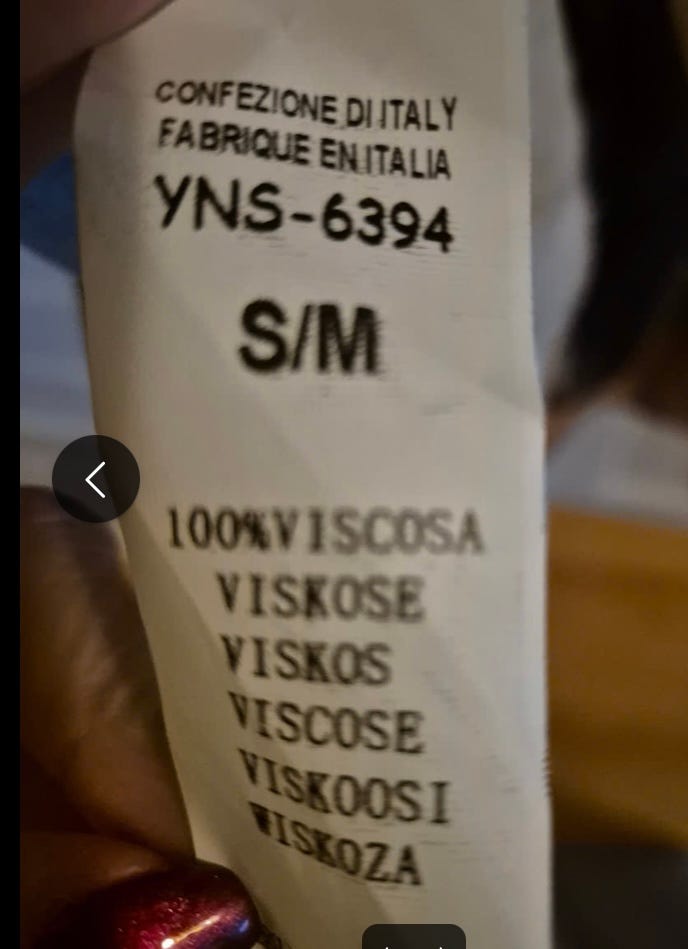 CONFEZIONE DI ITALY
FABRIQUE EN ITALIA
YNS-6394
S/M
100%VISCOSA
VISKOSE
VISKOS
VISCOSE
VISKOOSI
WISKOZA